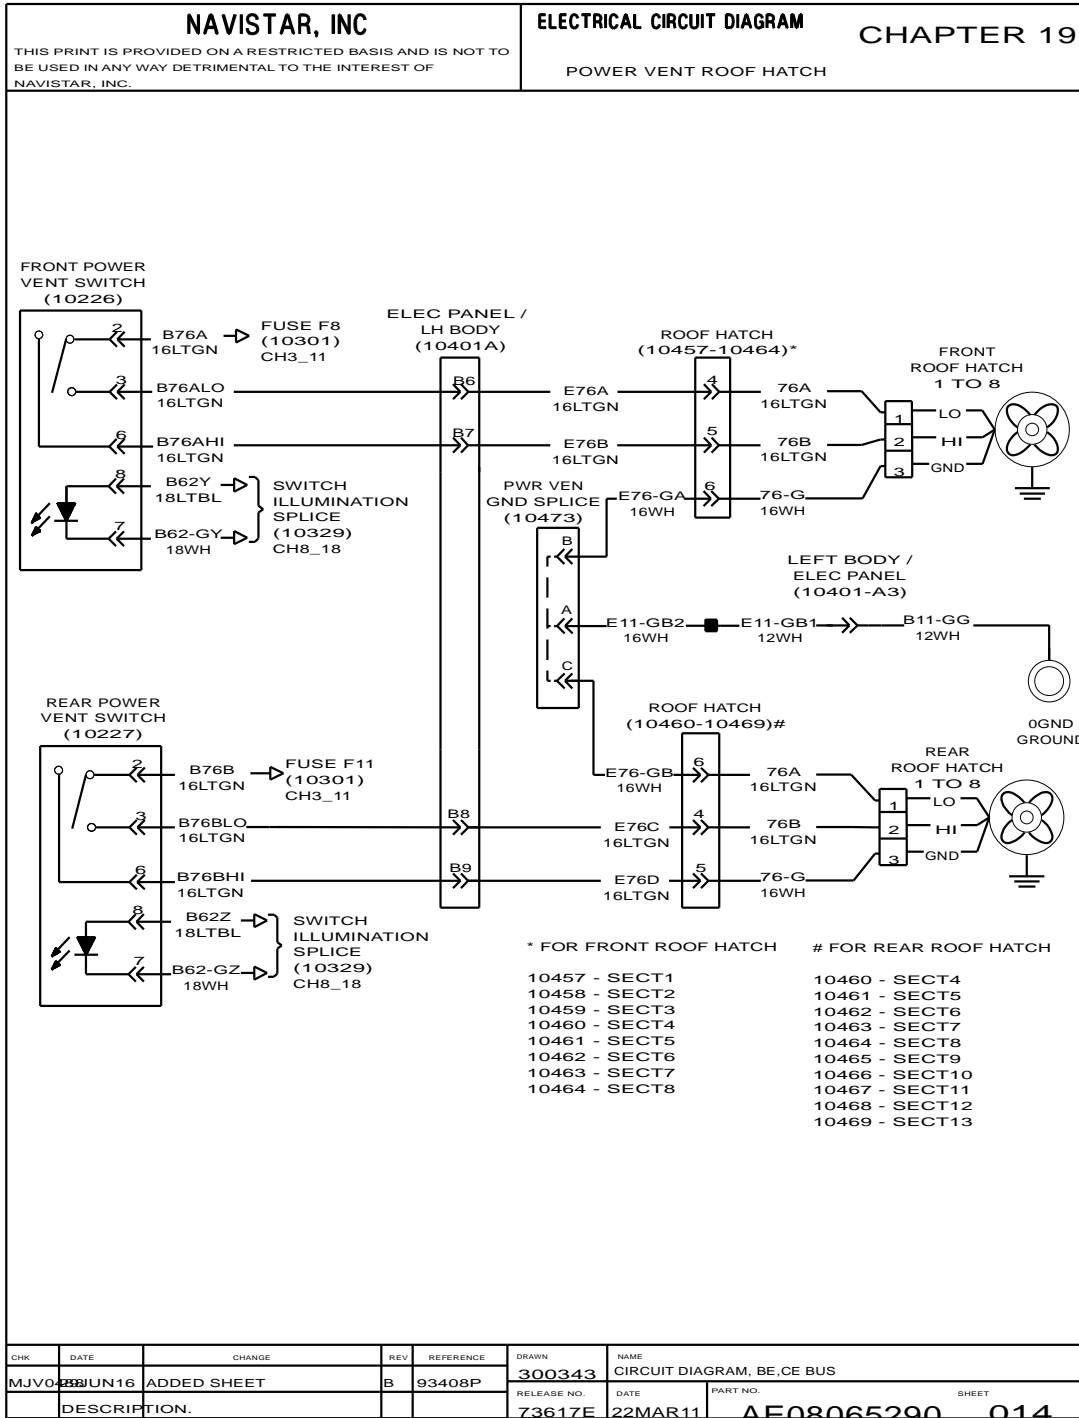 NAVISTAR, INC
THIS PRINT IS PROVIDED ON A RESTRICTED BASIS AND IS NOT TO
BE USED IN ANY WAY DETRIMENTAL TO THE INTEREST OF
NAVISTAR, INC.
ELECTRICAL CIRCUIT DIAGRAM
CHAPTER 19
POWER VENT ROOF HATCH
FRONT POWER
VENT SWITCH
(10226)
2
B76A
16LTGN
FUSE F8
(10301)
CH3_11
3
B76ALO
16LTGN
6
B76AHI
16LTGN
8
B62Y
18LTBL
7
B62-GY
18WH
SWITCH
ILLUMINATION
SPLICE
(10329)
CH8_18
ELEC PANEL /
LH BODY
(10401A)
B6
B7
E76A
16LTGN
E76B
16LTGN
ROOF HATCH
(10457-10464)*
4
5
6
76A
16LTGN
76B
16LTGN
E76-GA
16WH
76-G
16WH
FRONT
ROOF HATCH
1 TO 8
1
2
3
LO
HI
GND
PWR VEN
GND SPLICE
(10473)
B
A
C
E11-GB2
16WH
E11-GB1
12WH
LEFT BODY /
ELEC PANEL
(10401-A3)
B11-GG
12WH
0GND
GROUND
REAR POWER
VENT SWITCH
(10227)
2
B76B
16LTGN
FUSE F11
(10301)
CH3_11
3
B76BLO
16LTGN
6
B76BHI
16LTGN
8
B62Z
18LTBL
7
B62-GZ
18WH
SWITCH
ILLUMINATION
SPLICE
(10329)
CH8_18
B8
B9
ROOF HATCH
(10460-10469)#
E76-GB
16WH
6
E76C
16LTGN
4
E76D
16LTGN
5
76A
16LTGN
76B
16LTGN
76-G
16WH
REAR
ROOF HATCH
1 TO 8
1
2
3
LO
HI
GND
* FOR FRONT ROOF HATCH
10457 - SECT1
10458 - SECT2
10459 - SECT3
10460 - SECT4
10461 - SECT5
10462 - SECT6
10463 - SECT7
10464 - SECT8
# FOR REAR ROOF HATCH
10460 - SECT4
10461 - SECT5
10462 - SECT6
10463 - SECT7
10464 - SECT8
10465 - SECT9
10466 - SECT10
10467 - SECT11
10468 - SECT12
10469 - SECT13
CHK DATE CHANGE REV REFERENCE
ADDED SHEET B 93408P
DESCRIPTION.
DRAWN
300343
NAME
CIRCUIT DIAGRAM, BE,CE BUS
RELEASE NO.
73617E
DATE
22MAR11
PART NO.
AE08065290
SHEET
014